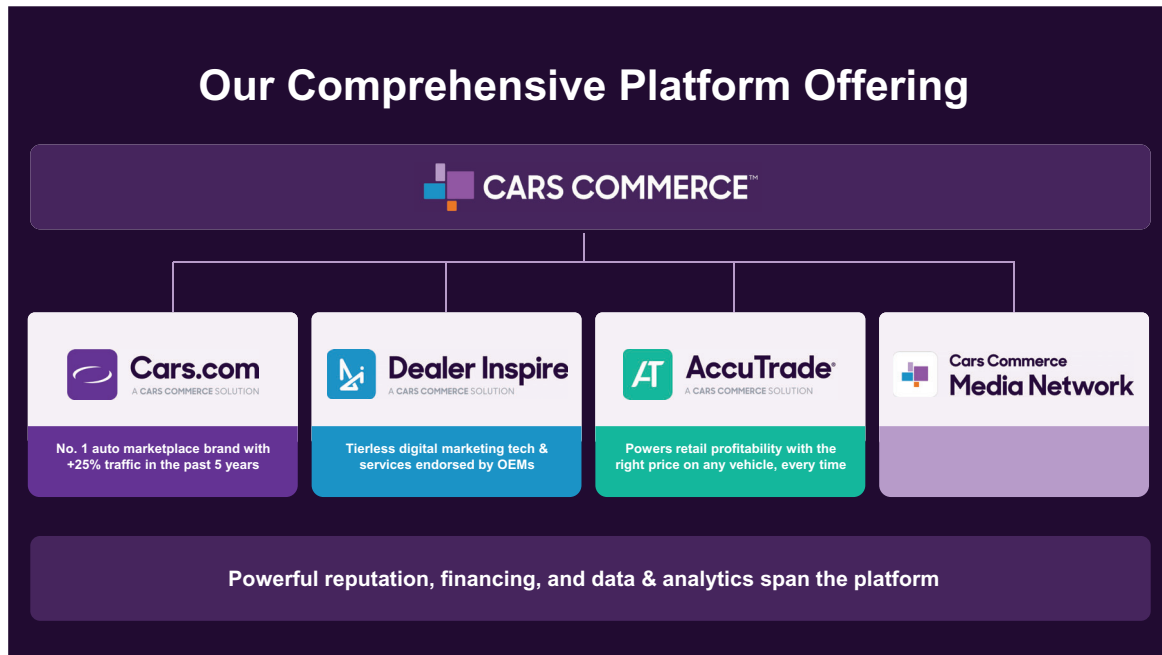 Our Comprehensive Platform Offering
CARS COMMERCE™
Cars.com
A CARS COMMERCE SOLUTION
No. 1 auto marketplace brand with
+25% traffic in the past 5 years
Dealer Inspire
A CARS COMMERCE SOLUTION
Tierless digital marketing tech &
services endorsed by OEMs
AT
AccuTrade®
A CARS COMMERCE SOLUTION
Powers retail profitability with the
right price on any vehicle, every time
Cars Commerce
Media Network
Powerful reputation, financing, and data & analytics span the platform